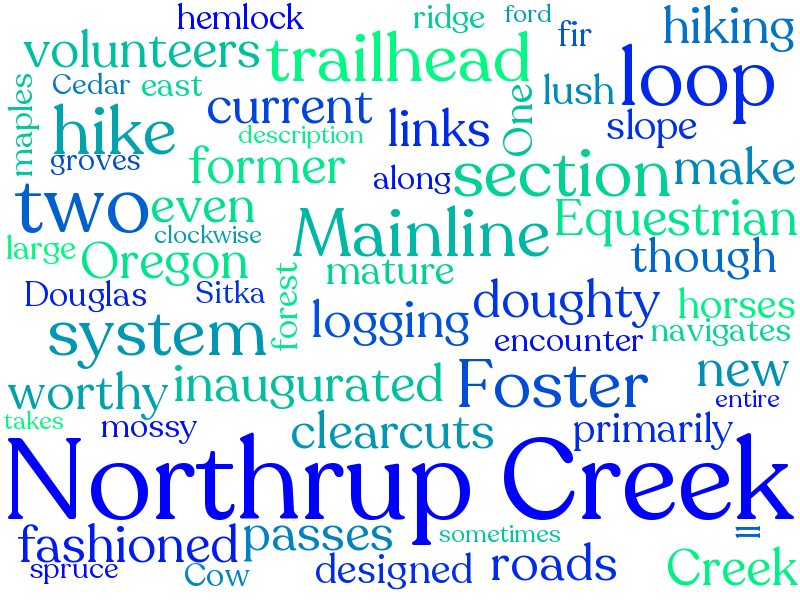 hemlock ridge ford hiking
volunteers trailhead fir loop
Cedar east current One lush
maples hike description links slope
groves former along section make
two even Mainline Equestrian
clockwise
large Oregon mature though
Douglas Sitka forest doughty horses
system logging encounter navigates
worthy inaugurated Foster new
entire
takes mossy clearcuts primarily
Northrup Creek
fashioned passes sometimes
spruce Cow designed roads Creek